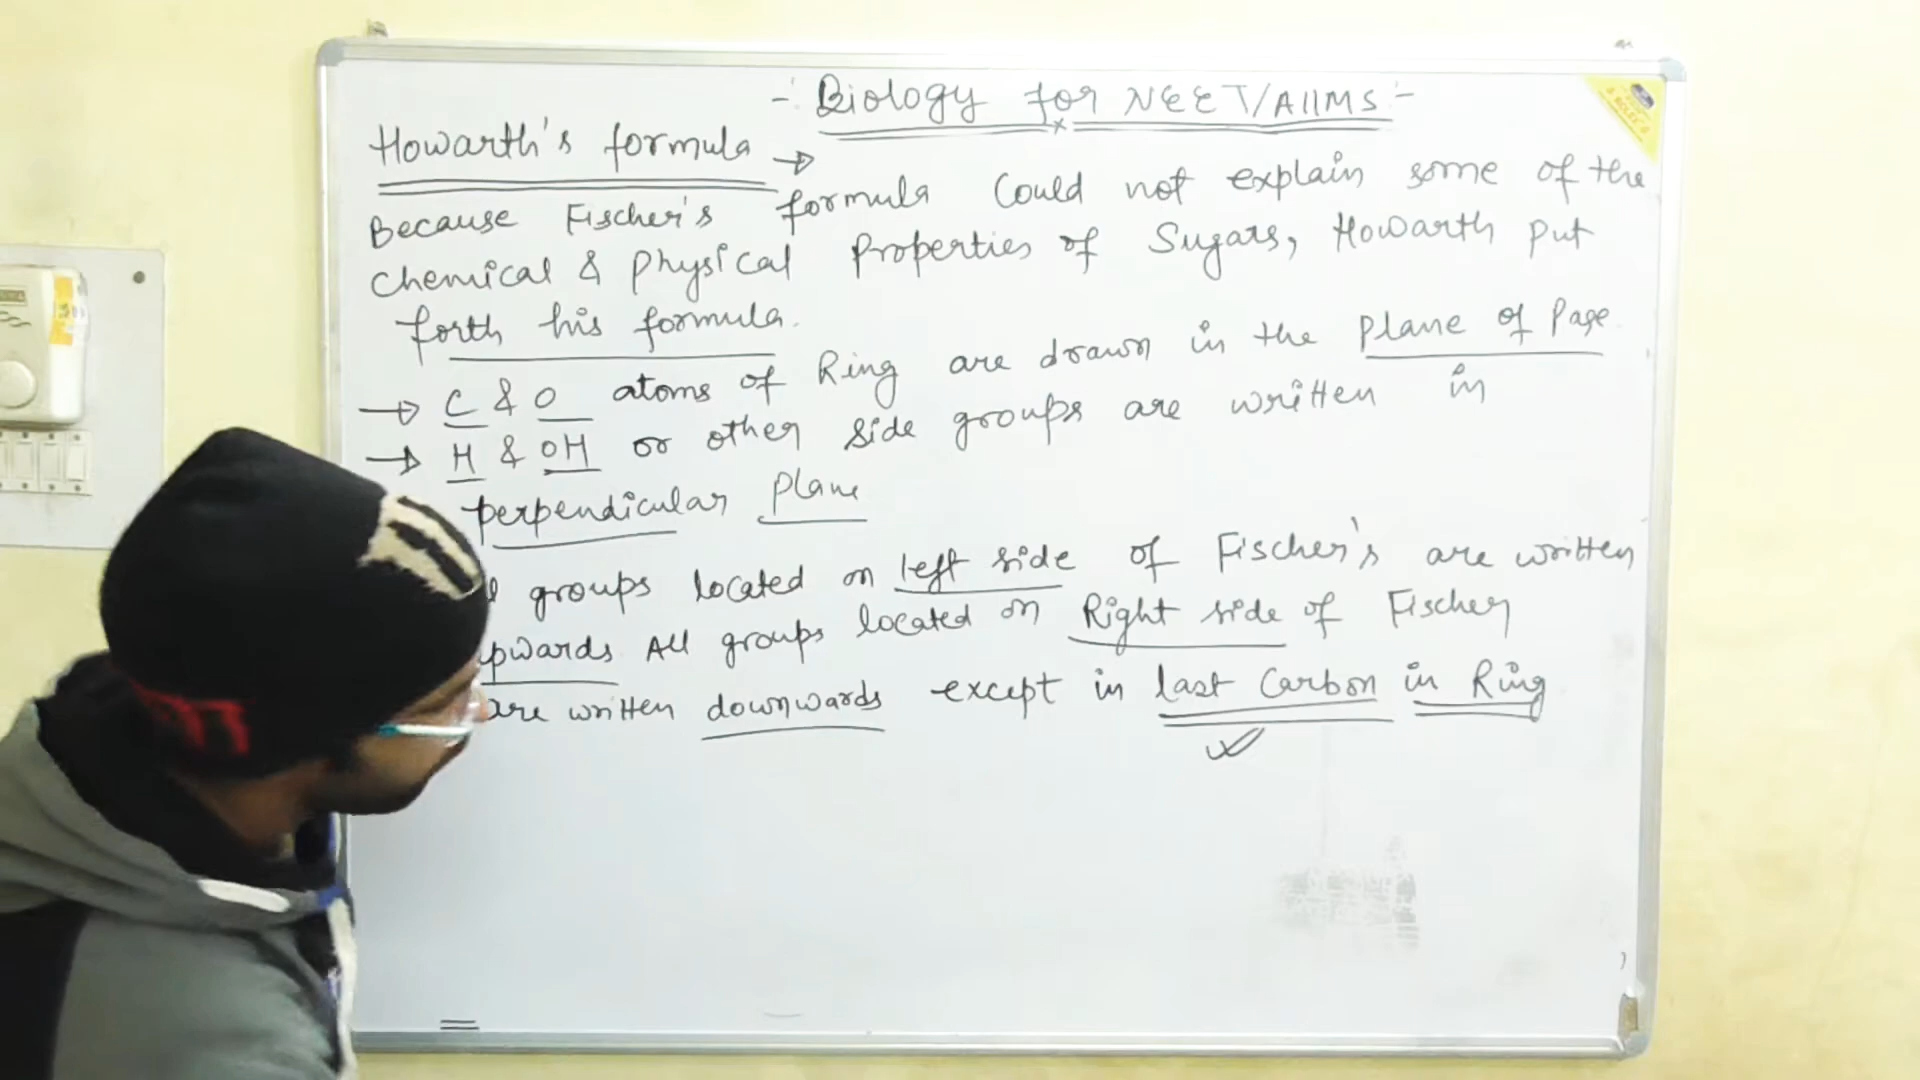 -: Biology for NEET/AIIMS :-
Howarth's formula →
Because Fischer's formula Could not explain some of the
Chemical & Physical Properties of Sugars, Howarth put
forth his formula.
→ C & O atoms of Ring are drawn in the Plane of Page
→ H & OH or other side groups are written in
perpendicular plane
groups located on left side of Fischer's are written
upwards All groups located on Right side of Fischer
are written downwards except in last Carbon in Ring